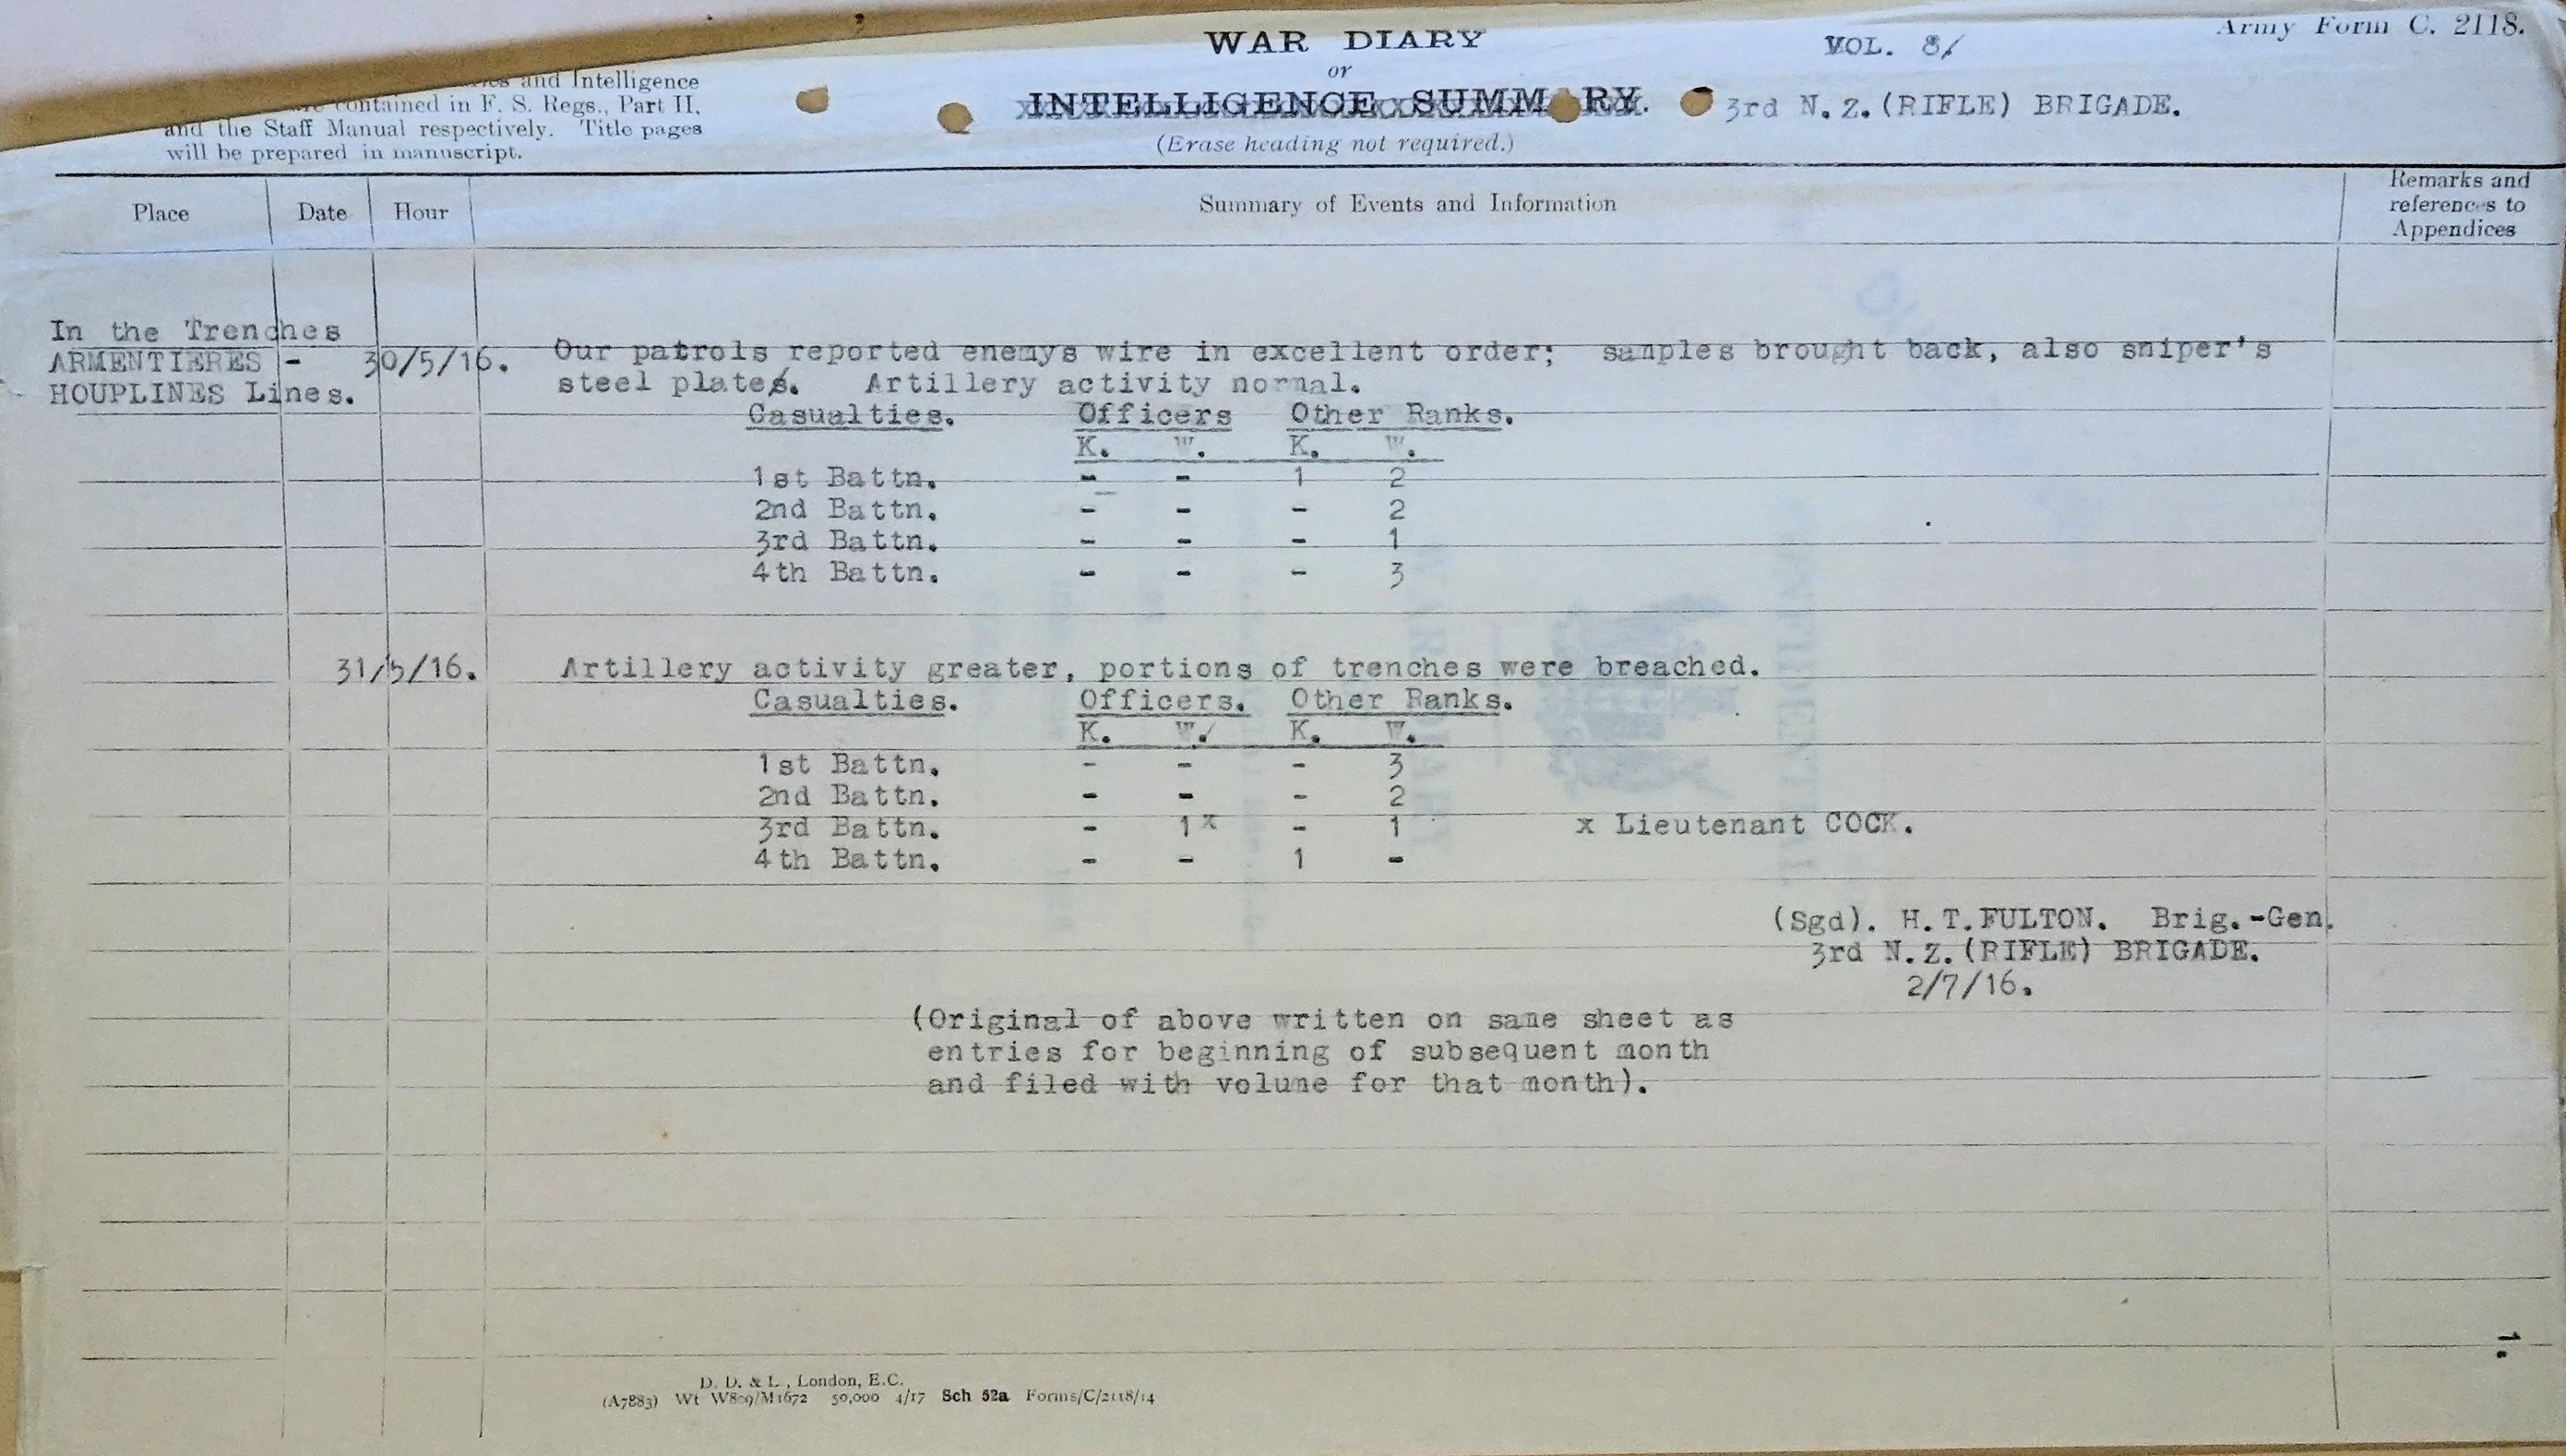 Army Form C. 2118.
WAR DIARY
or
INTELLIGENCE SUMMARY.
(Erase heading not required.)
VOL. 8/
3rd N.Z.(RIFLE) BRIGADE.
and Intelligence
contained in F. S. Regs., Part II.
and the Staff Manual respectively. Title pages
will be prepared in manuscript.
Place Date Hour Summary of Events and Information Remarks and
references to
Appendices
In the Trenches
ARMENTIERES - 30/5/16. Our patrols reported enemys wire in excellent order; samples brought back, also sniper's
HOUPLINES Lines. steel plates. Artillery activity normal.
Casualties. Officers Other Ranks.
K. W. K. W.
1st Battn. - - 1 2
2nd Battn. - - - 2
3rd Battn. - - - 1
4th Battn. - - - 3
31/5/16. Artillery activity greater, portions of trenches were breached.
Casualties. Officers. Other Ranks.
K. W. K. W.
1st Battn. - - - 3
2nd Battn. - - - 2
3rd Battn. - 1x - 1 x Lieutenant COCK.
4th Battn. - - 1 -
(Sgd). H.T.FULTON. Brig.-Gen.
3rd N.Z.(RIFLE) BRIGADE.
2/7/16.
(Original of above written on same sheet as
entries for beginning of subsequent month
and filed with volume for that month).
1.
D. D. & L., London, E.C.
(A7883) Wt W809/M1672 50,000 4/17 Sch 52a Forms/C/2118/14